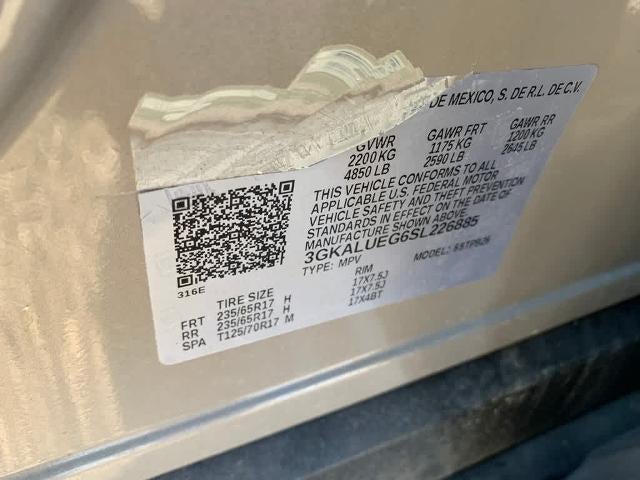 DE MEXICO, S. DE R.L. DE C.V.
GVWR GAWR FRT GAWR RR
2200 KG 1175 KG 1200 KG
4850 LB 2590 LB 2645 LB
THIS VEHICLE CONFORMS TO ALL
APPLICABLE U.S. FEDERAL MOTOR
VEHICLE SAFETY AND THEFT PREVENTION
STANDARDS IN EFFECT ON THE DATE OF
MANUFACTURE SHOWN ABOVE.
3GKALUEG6SL226885
TYPE: MPV MODEL:
316E
TIRE SIZE RIM
FRT 235/65R17 H 17X7.5J
RR 235/65R17 H 17X7.5J
SPA T125/70R17 M 17X4BT